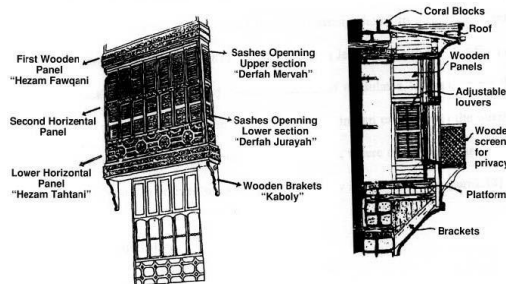 First Wooden
Panel
"Hezam Fawqani"
Second Horizental
Panel
Lower Horizontal
Panel
"Hezam Tahtani"
Sashes Openning
Upper section
"Derfah Mervah"
Sashes Openning
Lower section
"Derfah Jurayah"
Wooden Brakets
"Kaboly"
Coral Blocks
Roof
Wooden
Panels
Adjustable
louvers
Woode
screen
for
privacy
Platform
Brackets